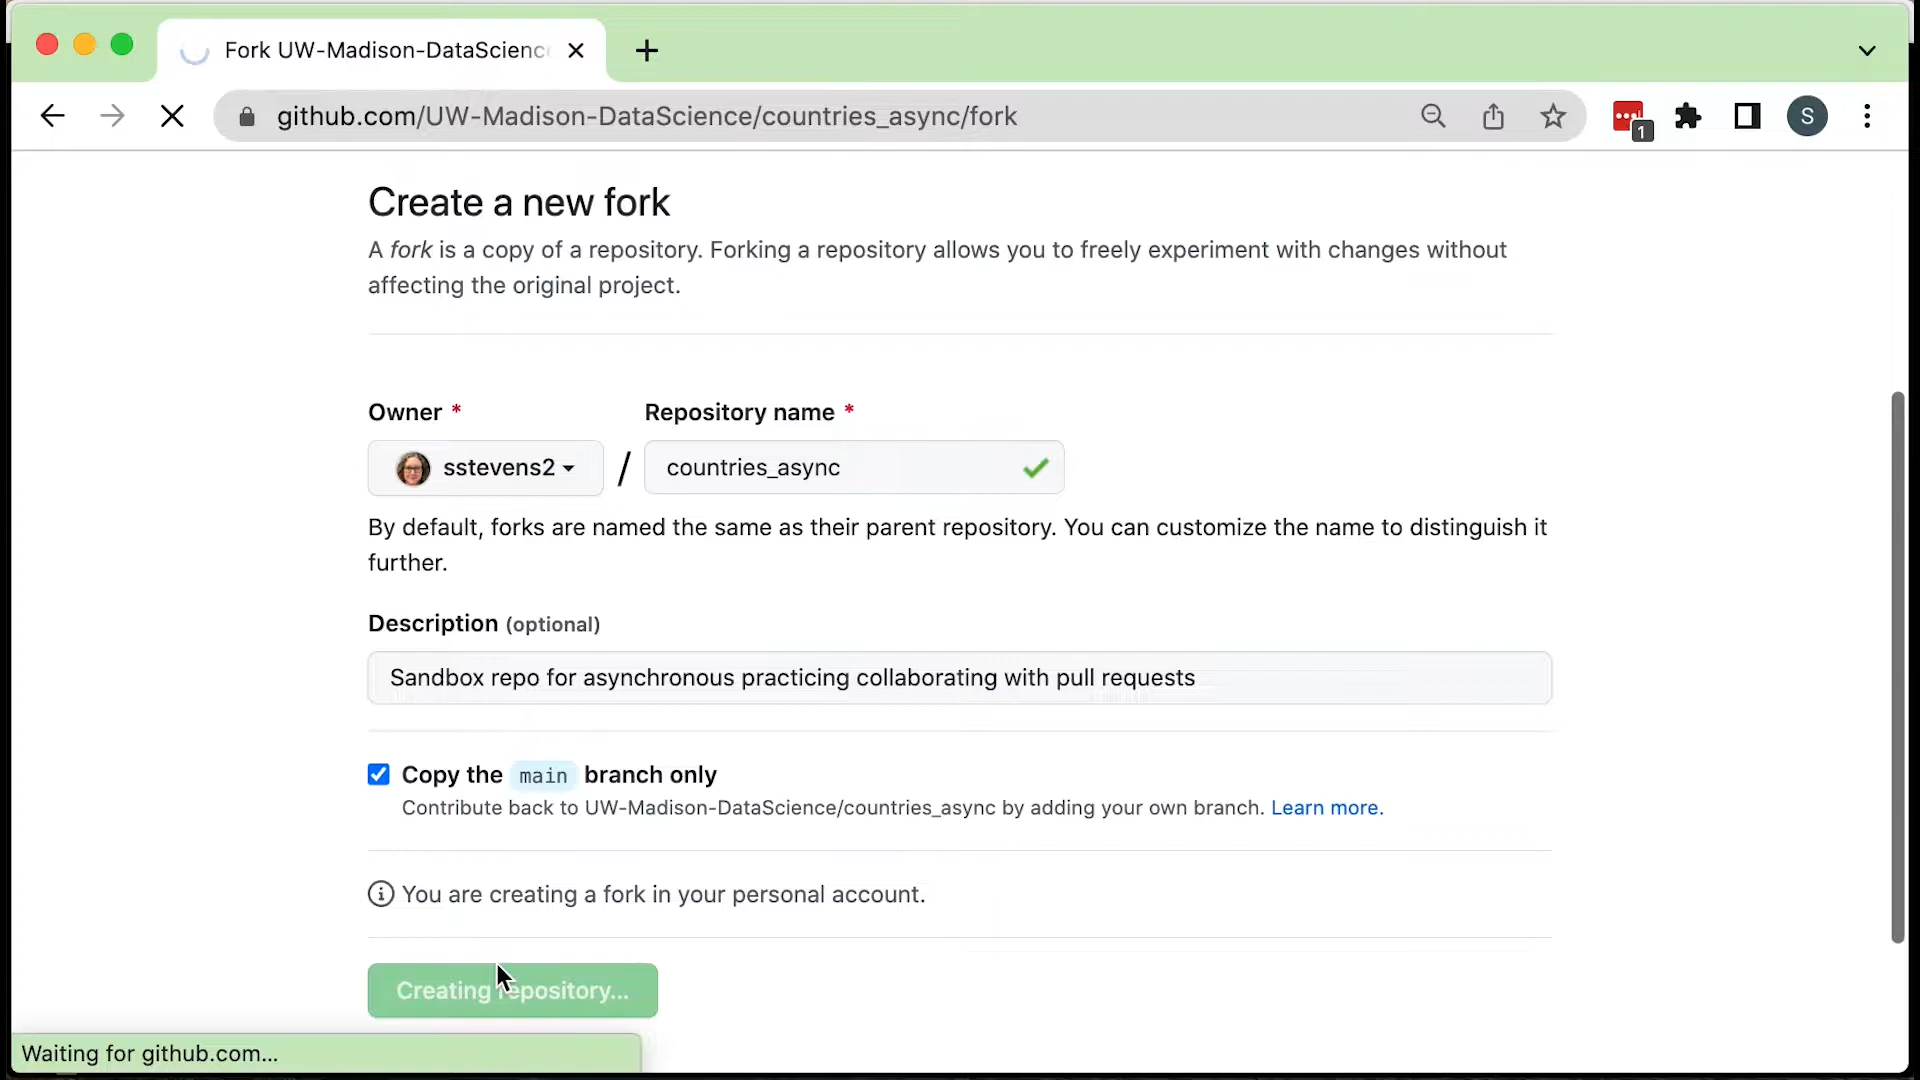 Fork UW-Madison-DataScienc
github.com/UW-Madison-DataScience/countries_async/fork
1
S
Create a new fork
A fork is a copy of a repository. Forking a repository allows you to freely experiment with changes without
affecting the original project.
Owner * Repository name *
sstevens2 / countries_async
By default, forks are named the same as their parent repository. You can customize the name to distinguish it
further.
Description (optional)
Sandbox repo for asynchronous practicing collaborating with pull requests
Copy the main branch only
Contribute back to UW-Madison-DataScience/countries_async by adding your own branch. Learn more.
You are creating a fork in your personal account.
Creating repository...
Waiting for github.com...